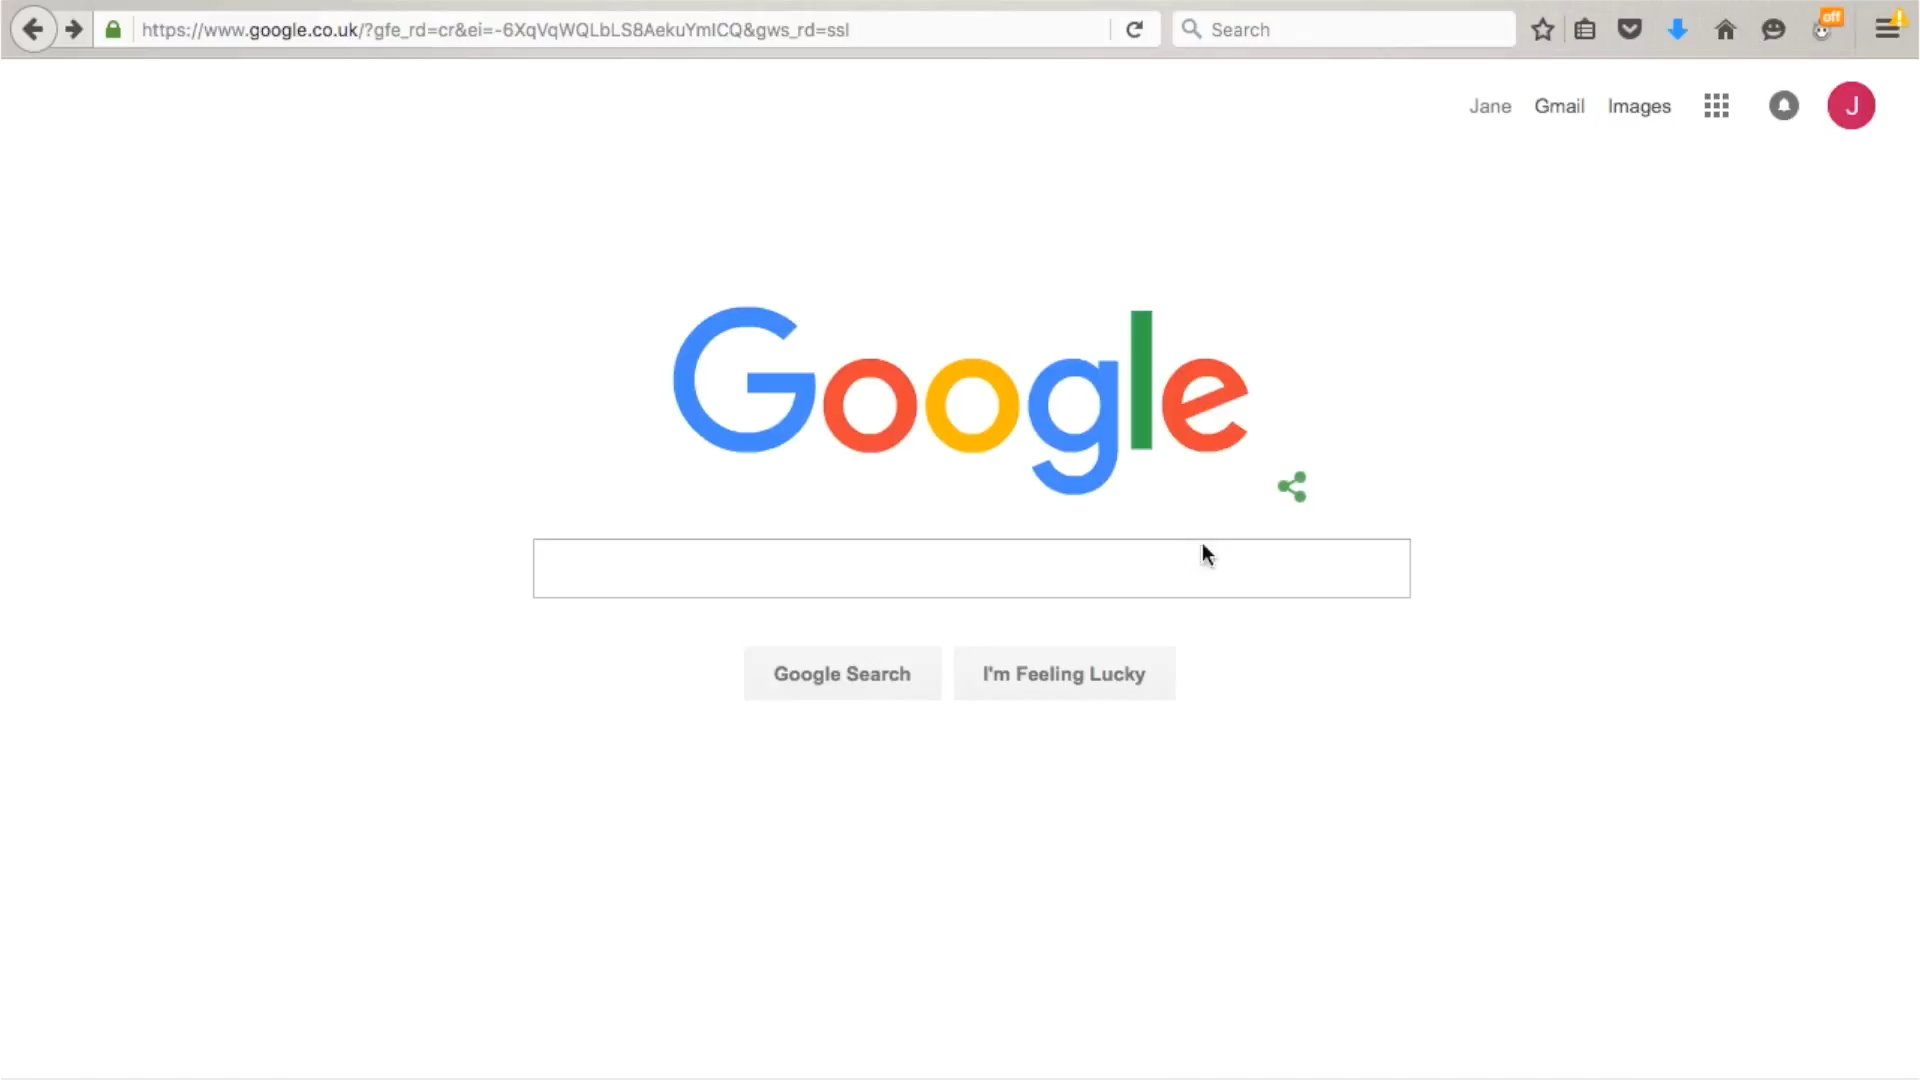 https://www.google.co.uk/?gfe_rd=cr&ei=-6XqVqWQLbLS8AekuYmICQ&gws_rd=ssl
Search
off
Jane Gmail Images
J
Google
Google Search
I'm Feeling Lucky